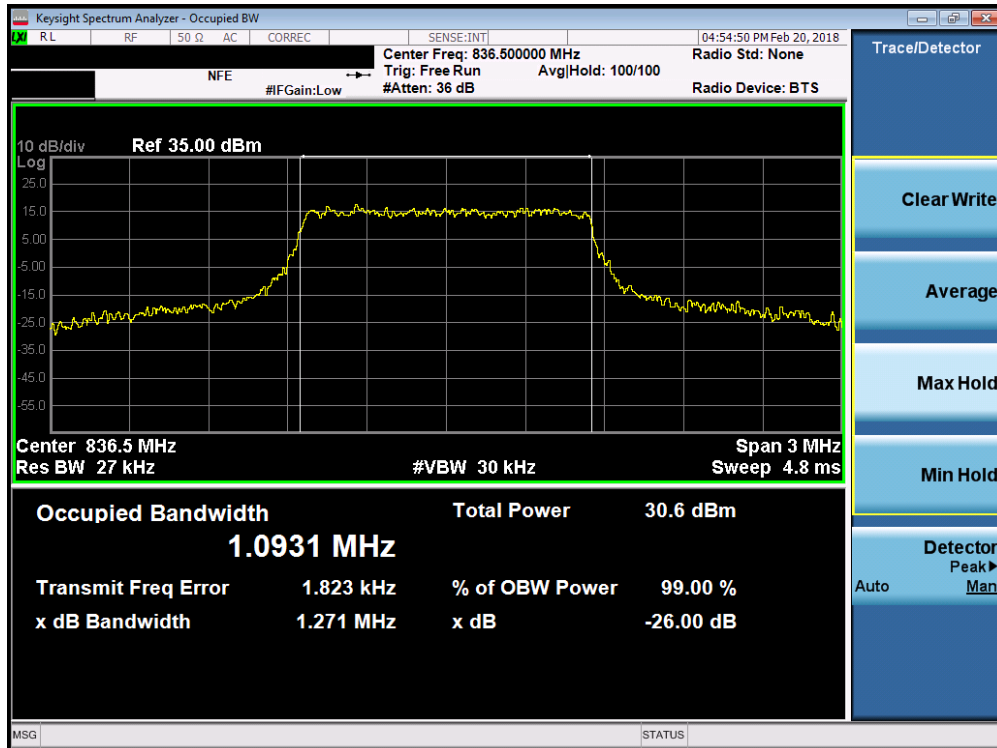 Keysight Spectrum Analyzer - Occupied BW
LXI RL RF 50 Ω AC CORREC SENSE:INT 04:54:50 PM Feb 20, 2018
Center Freq: 836.500000 MHz Radio Std: None
NFE Trig: Free Run Avg|Hold: 100/100
#IFGain:Low #Atten: 36 dB Radio Device: BTS
10 dB/div Ref 35.00 dBm
Log
25.0
15.0
5.00
-5.00
-15.0
-25.0
-35.0
-45.0
-55.0
Center 836.5 MHz Span 3 MHz
Res BW 27 kHz #VBW 30 kHz Sweep 4.8 ms
Occupied Bandwidth Total Power 30.6 dBm
1.0931 MHz
Transmit Freq Error 1.823 kHz % of OBW Power 99.00 %
x dB Bandwidth 1.271 MHz x dB -26.00 dB
MSG STATUS
Trace/Detector
Clear Write
Average
Max Hold
Min Hold
Detector
Peak▶
Auto Man